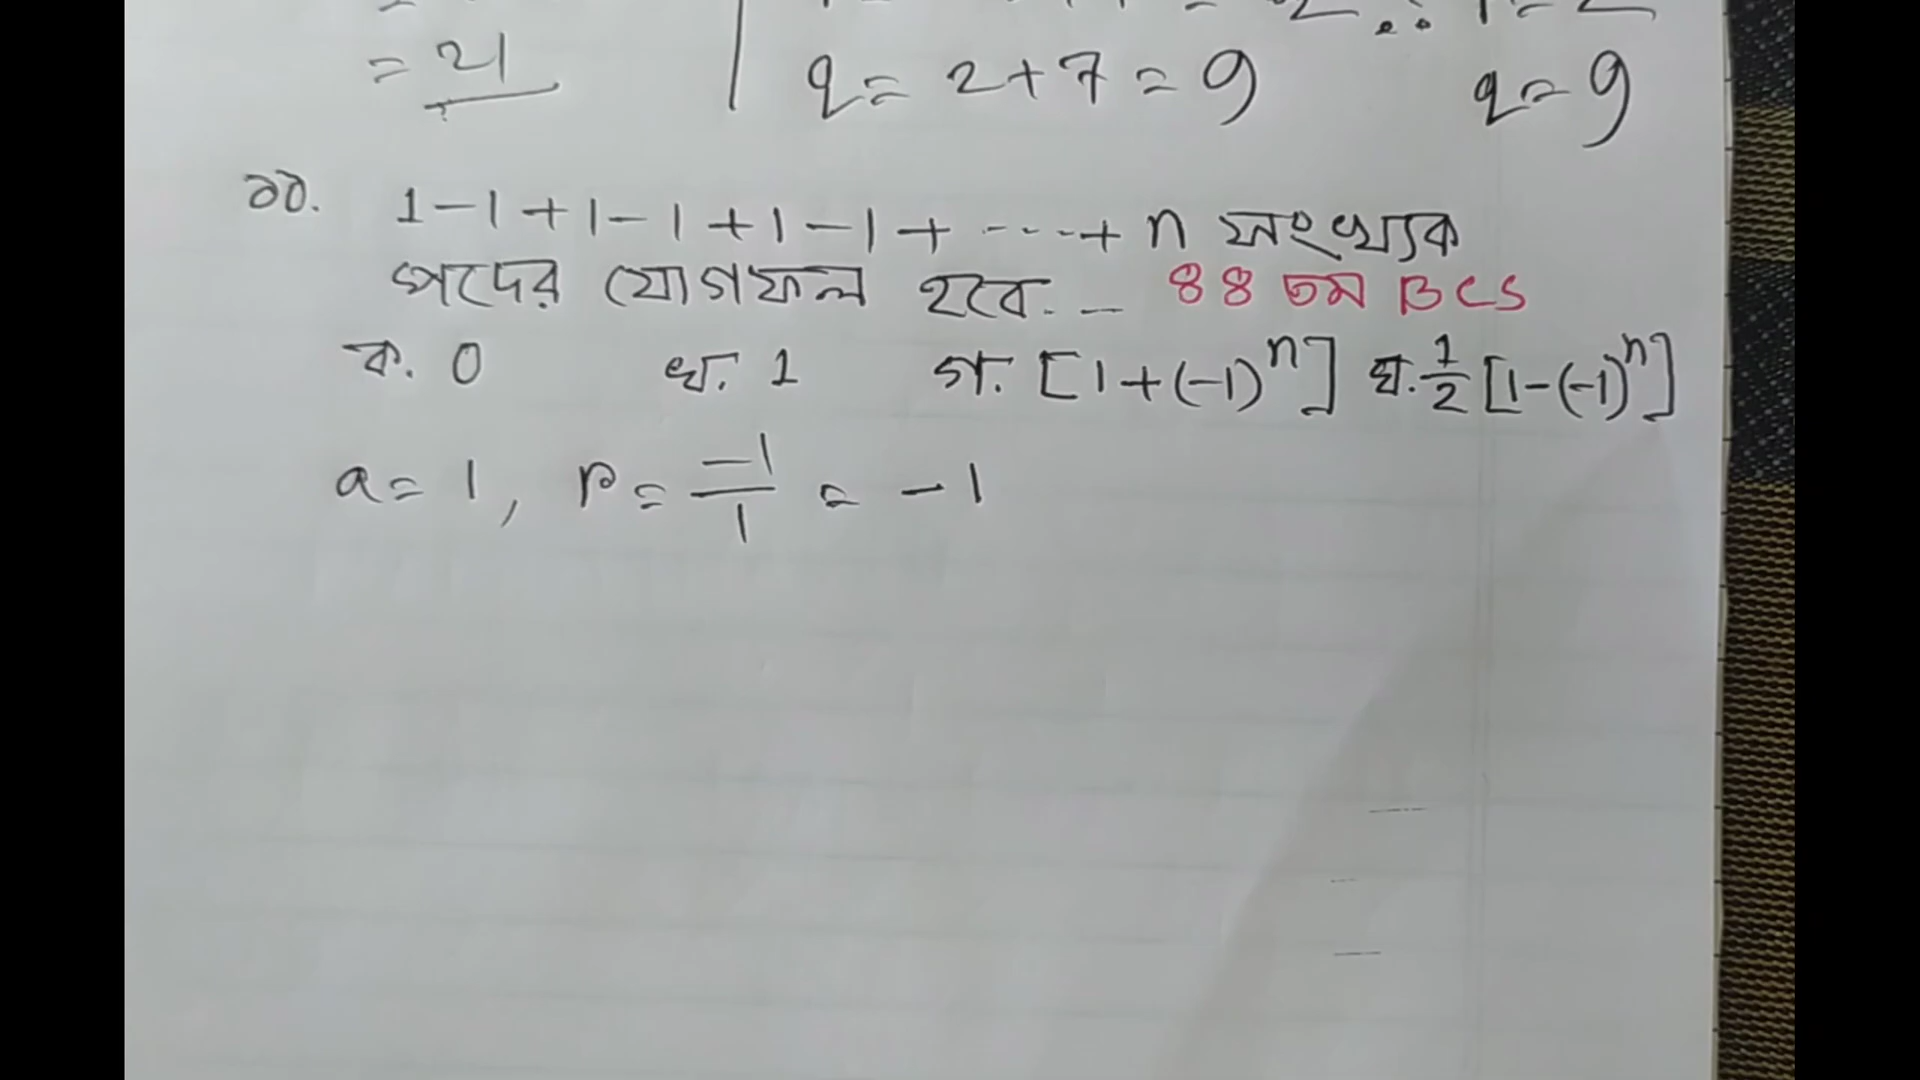 = 21
q = 2+7 = 9 q = 9
১১. 1-1+1-1+1-1+ ----+ n সংখ্যক
পদের যোগফল হবে.. _ ৪৪ তম BCS
ক. 0 খ. 1 গ. [1+(-1)^n] ঘ. 1/2 [1-(-1)^n]
a = 1, r = -1/1 = -1